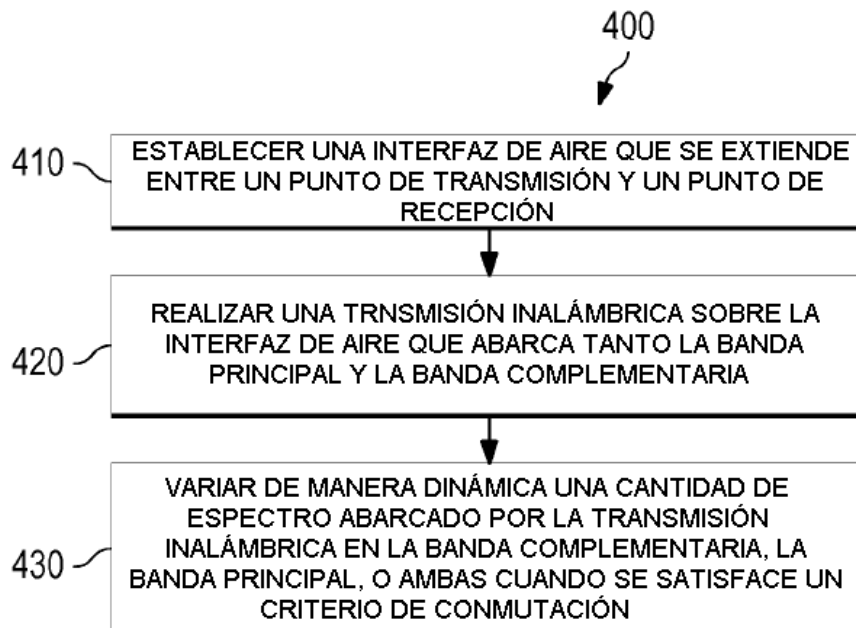 400
410
ESTABLECER UNA INTERFAZ DE AIRE QUE SE EXTIENDE
ENTRE UN PUNTO DE TRANSMISIÓN Y UN PUNTO DE
RECEPCIÓN
420
REALIZAR UNA TRNSMISIÓN INALÁMBRICA SOBRE LA
INTERFAZ DE AIRE QUE ABARCA TANTO LA BANDA
PRINCIPAL Y LA BANDA COMPLEMENTARIA
430
VARIAR DE MANERA DINÁMICA UNA CANTIDAD DE
ESPECTRO ABARCADO POR LA TRANSMISIÓN
INALÁMBRICA EN LA BANDA COMPLEMENTARIA, LA
BANDA PRINCIPAL, O AMBAS CUANDO SE SATISFACE UN
CRITERIO DE CONMUTACIÓN